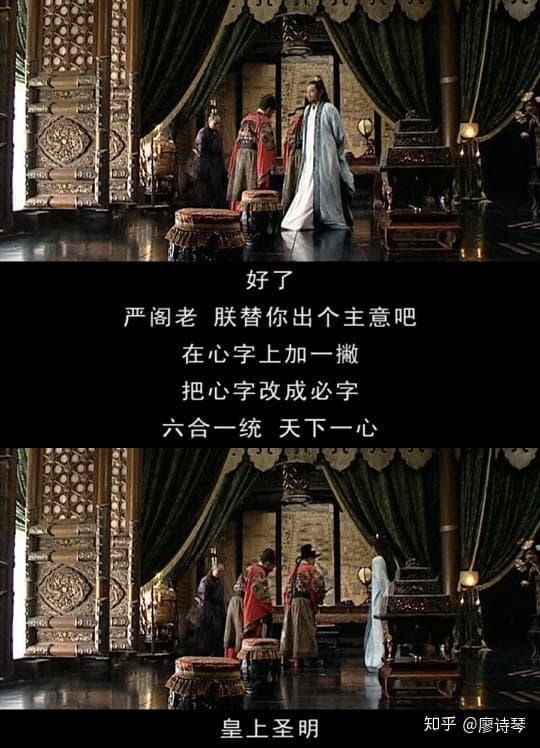 好了
严阁老 朕替你出个主意吧
在心字上加一撇
把心字改成必字
六合一统 天下一心
皇上圣明
知乎 @廖诗琴